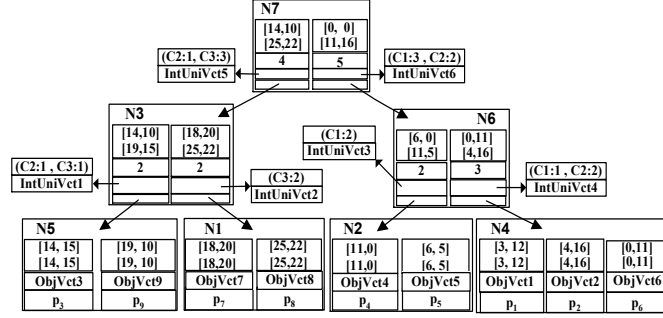 N7
[14,10] [0, 0]
[25,22] [11,16]
4 5
(C2:1, C3:3) (C1:3 , C2:2)
IntUniVct5 IntUniVct6
N3 N6
[14,10] [18,20] [6, 0] [0,11]
[19,15] [25,22] [11,5] [4,16]
2 2 2 3
(C1:2)
IntUniVct3
(C2:1 , C3:1) (C3:2) (C1:1 , C2:2)
IntUniVct1 IntUniVct2 IntUniVct4
N5 N1 N2 N4
[14, 15] [19, 10] [18,20] [25,22] [11,0] [6, 5] [3, 12] [4,16] [0,11]
[14, 15] [19, 10] [18,20] [25,22] [11,0] [6, 5] [3, 12] [4,16] [0,11]
ObjVct3 ObjVct9 ObjVct7 ObjVct8 ObjVct4 ObjVct5 ObjVct1 ObjVct2 ObjVct6
p3 p9 p7 p8 p4 p5 p1 p2 p6